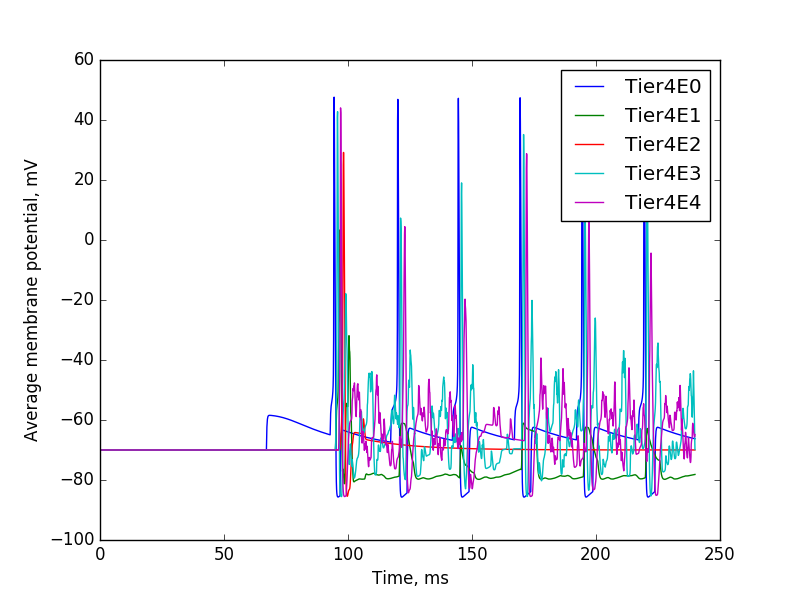 60
40
20
0
−20
−40
−60
−80
−100
0
50
100
150
200
250
Average membrane potential, mV
Time, ms
Tier4E0
Tier4E1
Tier4E2
Tier4E3
Tier4E4